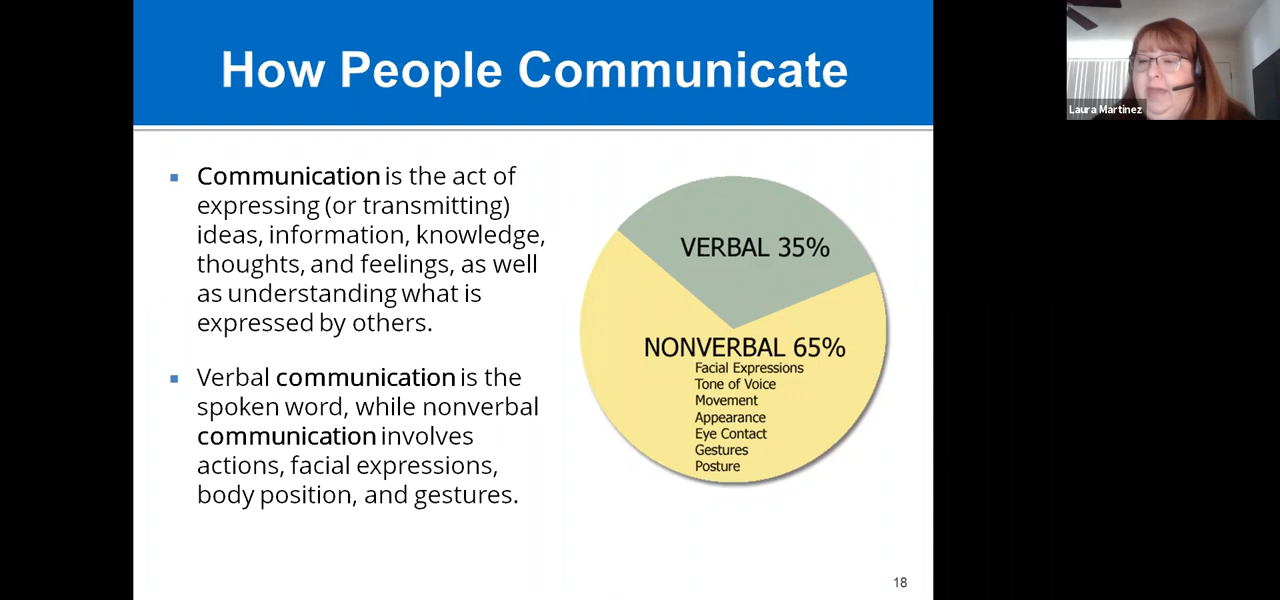 How People Communicate
Laura Martinez
Communication is the act of
expressing (or transmitting)
ideas, information, knowledge,
thoughts, and feelings, as well
as understanding what is
expressed by others.
Verbal communication is the
spoken word, while nonverbal
communication involves
actions, facial expressions,
body position, and gestures.
VERBAL 35%
NONVERBAL 65%
Facial Expressions
Tone of Voice
Movement
Appearance
Eye Contact
Gestures
Posture
18